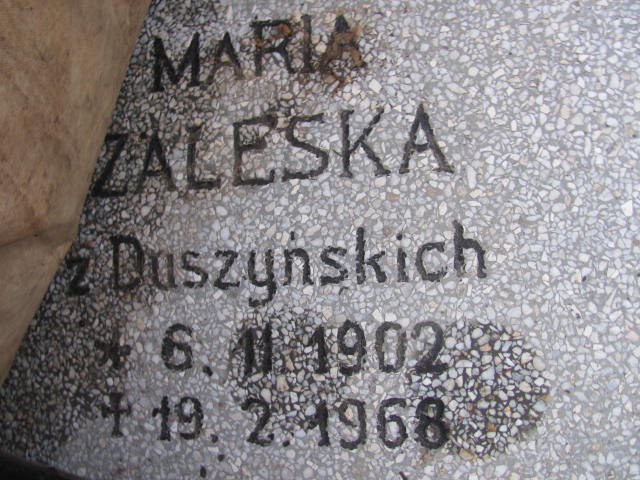 MARIA
ZALESKA
z Duszyńskich
* 6. 11. 1902
† 19. 2. 1968